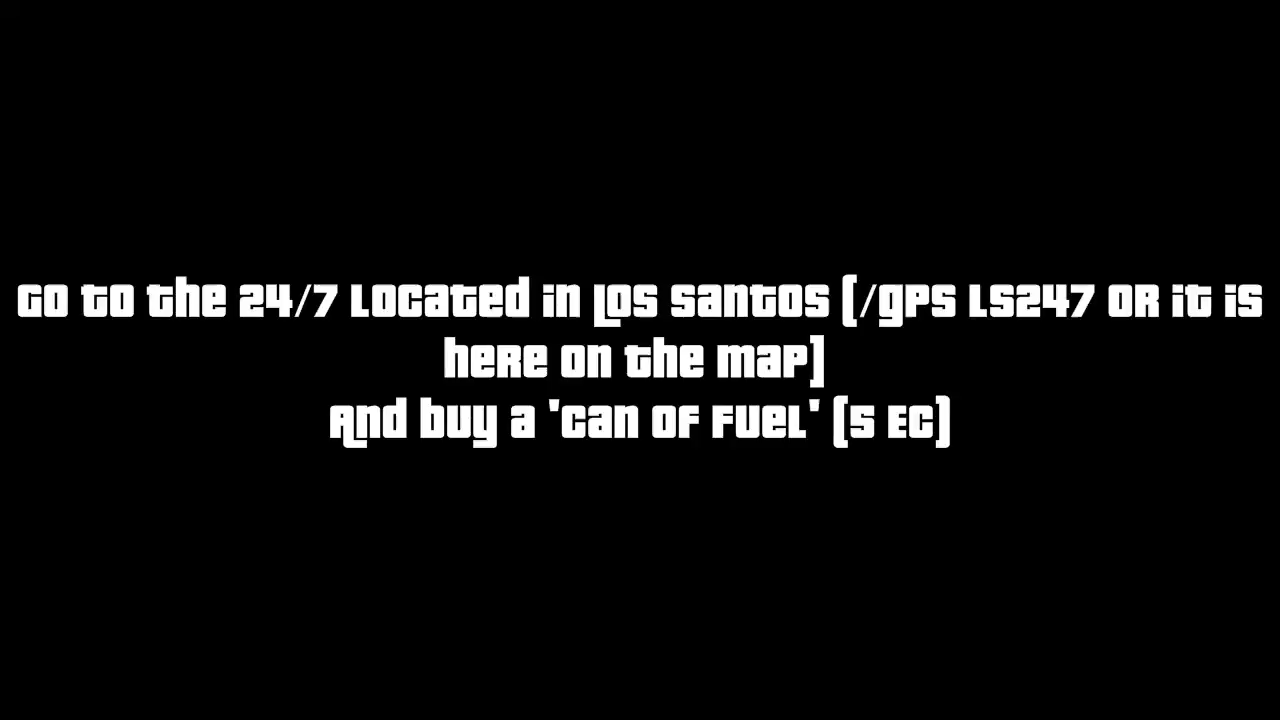 Go to the 24/7 located in Los Santos (/gps LS247 or it is
here on the map)
And buy a 'can of fuel' (5 EC)